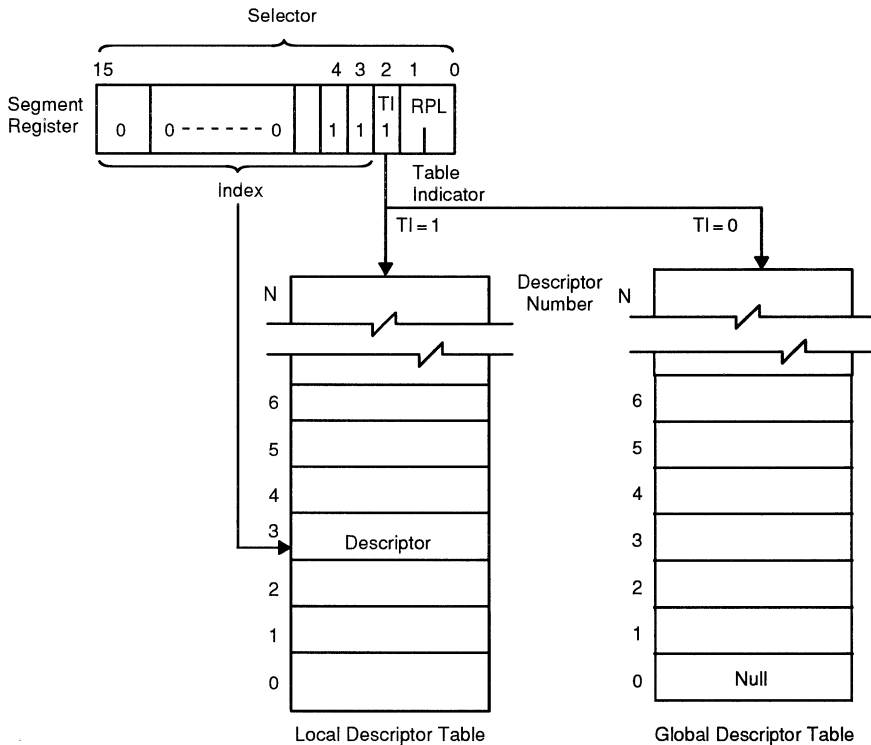 Selector
15 4 3 2 1 0
Segment Register
TI RPL
0 0 - - - - - - 0 1 1 1
Index
Table Indicator
TI = 1
TI = 0
Descriptor Number
N
6
5
4
3 Descriptor
2
1
0
Local Descriptor Table
N
6
5
4
3
2
1
0 Null
Global Descriptor Table